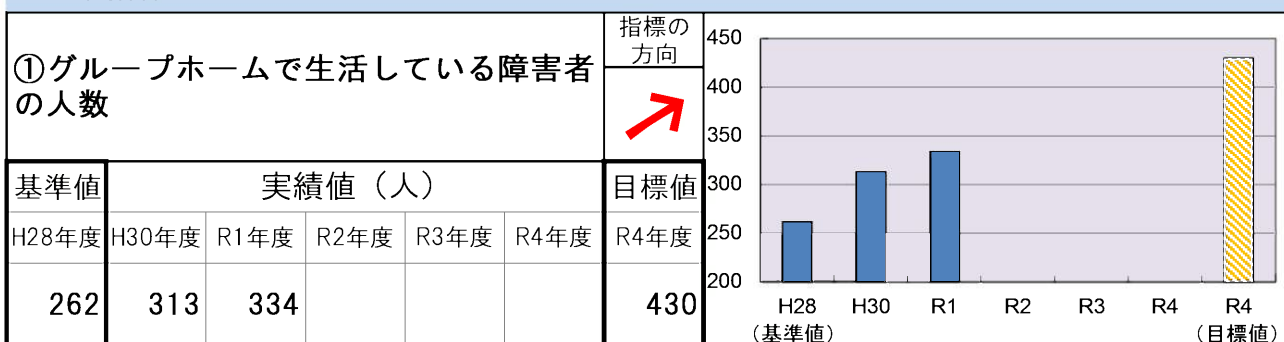 ①グループホームで生活している障害者
の人数
指標の
方向
基準値 実績値（人） 目標値
H28年度 H30年度 R1年度 R2年度 R3年度 R4年度 R4年度
262 313 334 430
450
400
350
300
250
200
H28 H30 R1 R2 R3 R4 R4
（基準値） （目標値）